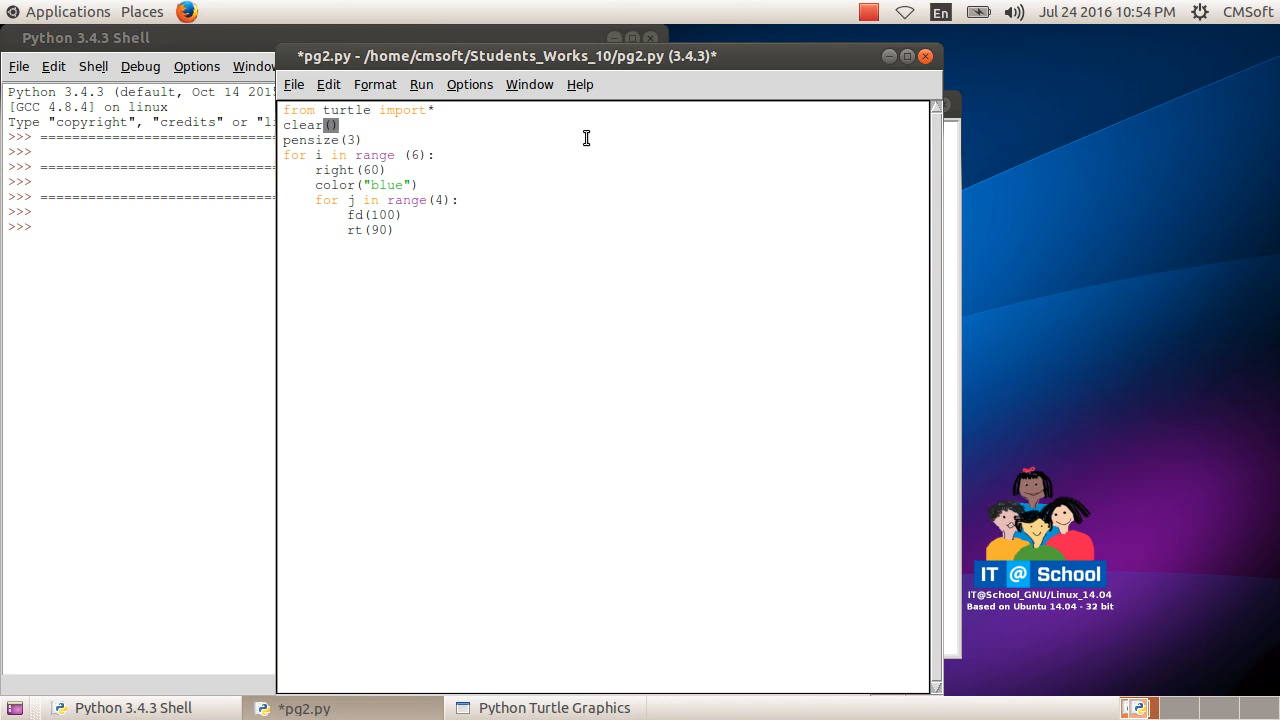 Applications Places En Jul 24 2016 10:54 PM CMSoft
Python 3.4.3 Shell
*pg2.py - /home/cmsoft/Students_Works_10/pg2.py (3.4.3)*
File Edit Shell Debug Options Window
File Edit Format Run Options Window Help
Python 3.4.3 (default, Oct 14 2015
[GCC 4.8.4] on linux
Type "copyright", "credits" or
>>> =============================
>>>
>>> =============================
>>>
>>> =============================
>>>
>>>
from turtle import*
clear()
pensize(3)
for i in range (6):
    right(60)
    color("blue")
    for j in range(4):
        fd(100)
        rt(90)
IT @ School
IT@School_GNU/Linux_14.04
Based on Ubuntu 14.04 - 32 bit
Python 3.4.3 Shell *pg2.py Python Turtle Graphics